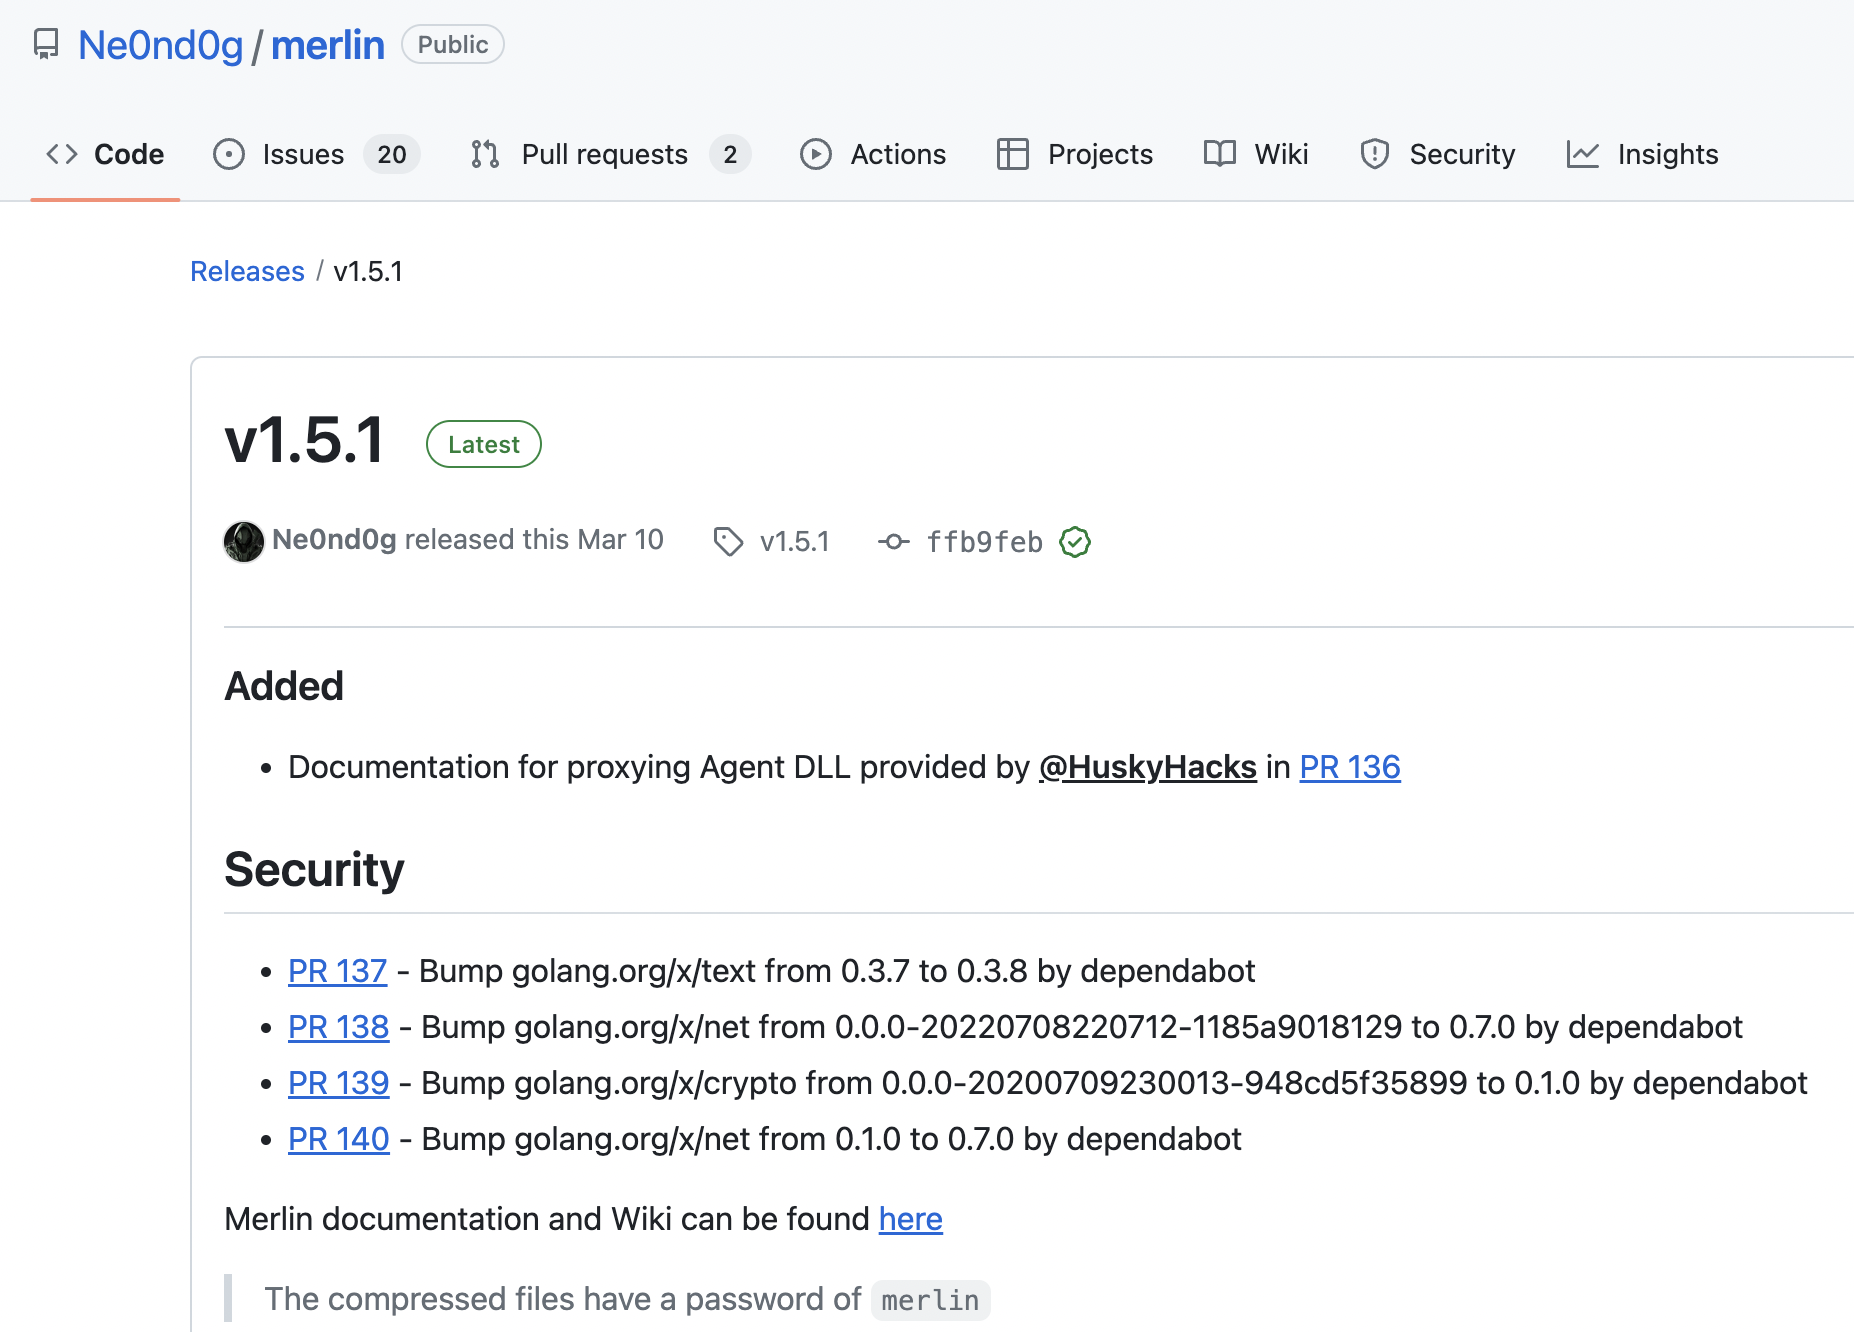 Ne0nd0g / merlin Public
Code Issues 20 Pull requests 2 Actions Projects Wiki Security Insights
Releases / v1.5.1
v1.5.1 Latest
Ne0nd0g released this Mar 10 v1.5.1 ffb9feb
Added
• Documentation for proxying Agent DLL provided by @HuskyHacks in PR 136
Security
• PR 137 - Bump golang.org/x/text from 0.3.7 to 0.3.8 by dependabot
• PR 138 - Bump golang.org/x/net from 0.0.0-20220708220712-1185a9018129 to 0.7.0 by dependabot
• PR 139 - Bump golang.org/x/crypto from 0.0.0-20200709230013-948cd5f35899 to 0.1.0 by dependabot
• PR 140 - Bump golang.org/x/net from 0.1.0 to 0.7.0 by dependabot
Merlin documentation and Wiki can be found here
The compressed files have a password of merlin